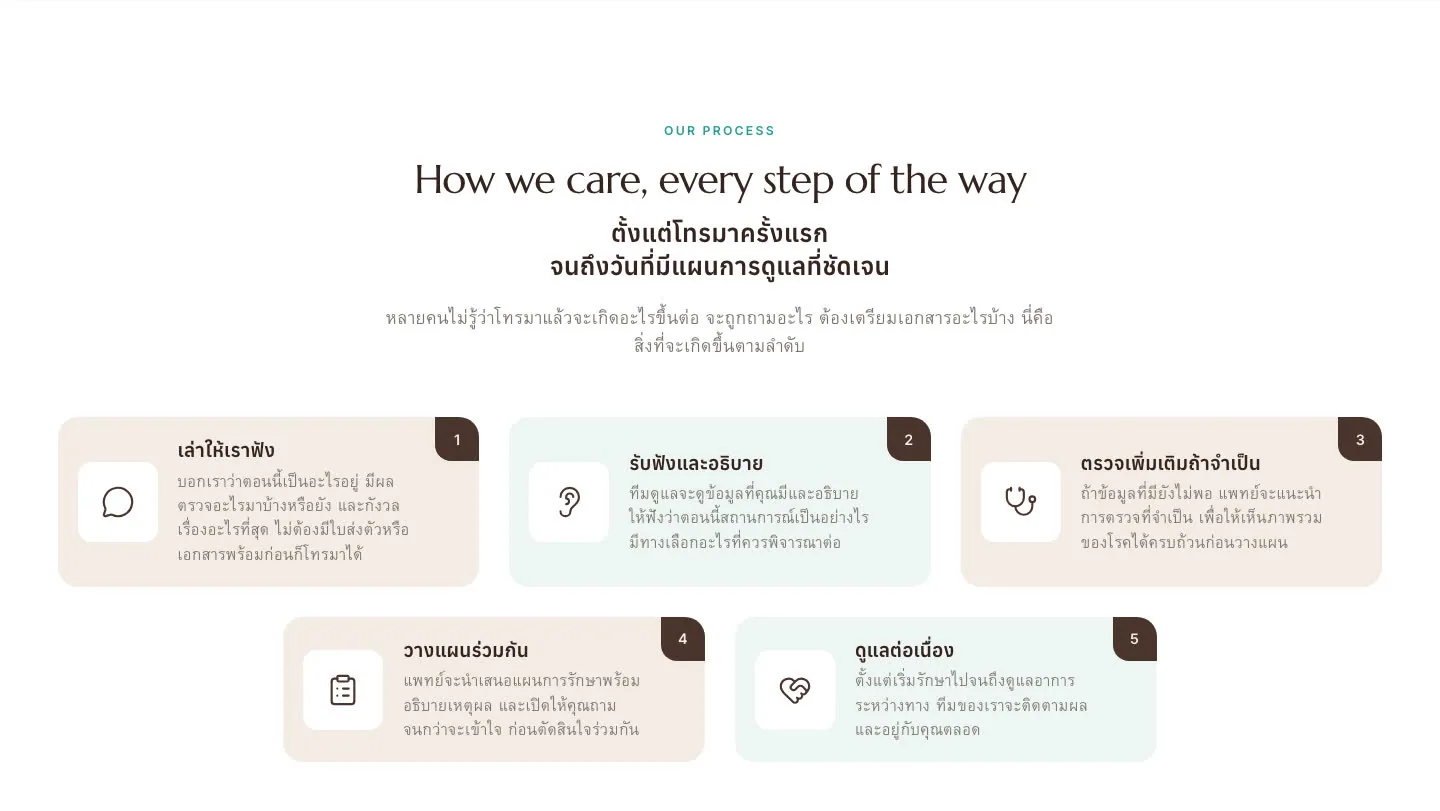 OUR PROCESS
How we care, every step of the way
ตั้งแต่โทรมาครั้งแรก
จนถึงวันที่มีแผนการดูแลที่ชัดเจน
หลายคนไม่รู้ว่าโทรมาแล้วจะเกิดอะไรขึ้นต่อ จะถูกถามอะไร ต้องเตรียมเอกสารอะไรบ้าง นี่คือ
สิ่งที่จะเกิดขึ้นตามลำดับ
1
เล่าให้เราฟัง
บอกเราว่าตอนนี้เป็นอะไรอยู่ มีผล
ตรวจอะไรมาบ้างหรือยัง และกังวล
เรื่องอะไรที่สุด ไม่ต้องมีใบส่งตัวหรือ
เอกสารพร้อมก่อนก็โทรมาได้
2
รับฟังและอธิบาย
ทีมดูแลจะดูข้อมูลที่คุณมีและอธิบาย
ให้ฟังว่าตอนนี้สถานการณ์เป็นอย่างไร
มีทางเลือกอะไรที่ควรพิจารณาต่อ
3
ตรวจเพิ่มเติมถ้าจำเป็น
ถ้าข้อมูลที่มียังไม่พอ แพทย์จะแนะนำ
การตรวจที่จำเป็น เพื่อให้เห็นภาพรวม
ของโรคได้ครบถ้วนก่อนวางแผน
4
วางแผนร่วมกัน
แพทย์จะนำเสนอแผนการรักษาพร้อม
อธิบายเหตุผล และเปิดให้คุณถาม
จนกว่าจะเข้าใจ ก่อนตัดสินใจร่วมกัน
5
ดูแลต่อเนื่อง
ตั้งแต่เริ่มรักษาไปจนถึงดูแลอาการ
ระหว่างทาง ทีมของเราจะติดตามผล
และอยู่กับคุณตลอด